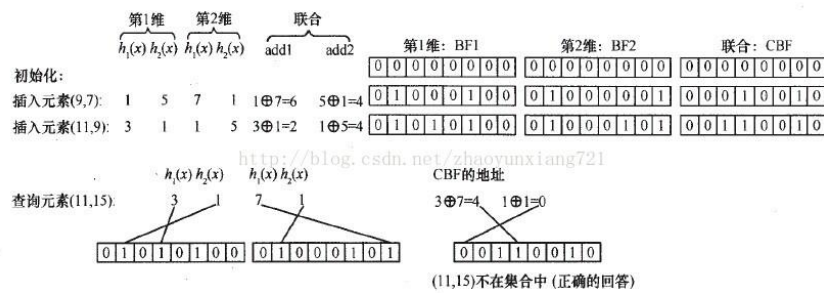 第1维 第2维 联合
h₁(x) h₂(x) h₁(x) h₂(x) add1 add2 第1维: BF1 第2维: BF2 联合: CBF
初始化: 0 0 0 0 0 0 0 0 0 0 0 0 0 0 0 0 0 0 0 0 0 0 0 0
插入元素(9,7) 1 5 7 1 1⊕7=6 5⊕1=4 0 1 0 0 0 1 0 0 0 1 0 0 0 0 0 1 0 0 0 0 1 0 1 0
插入元素(11,9) 3 1 1 5 3⊕1=2 1⊕5=4 0 1 0 1 0 1 0 0 0 1 0 0 0 1 0 1 0 0 1 1 0 0 1 0
http://blog.csdn.net/zhaoyunxiang721
h₁(x) h₂(x) h₁(x) h₂(x) CBF的地址
查询元素(11,15): 3 1 7 1 3⊕7=4 1⊕1=0
0 1 0 1 0 1 0 0 0 1 0 0 0 1 0 1 0 0 1 1 0 0 1 0
(11,15)不在集合中 (正确的回答)